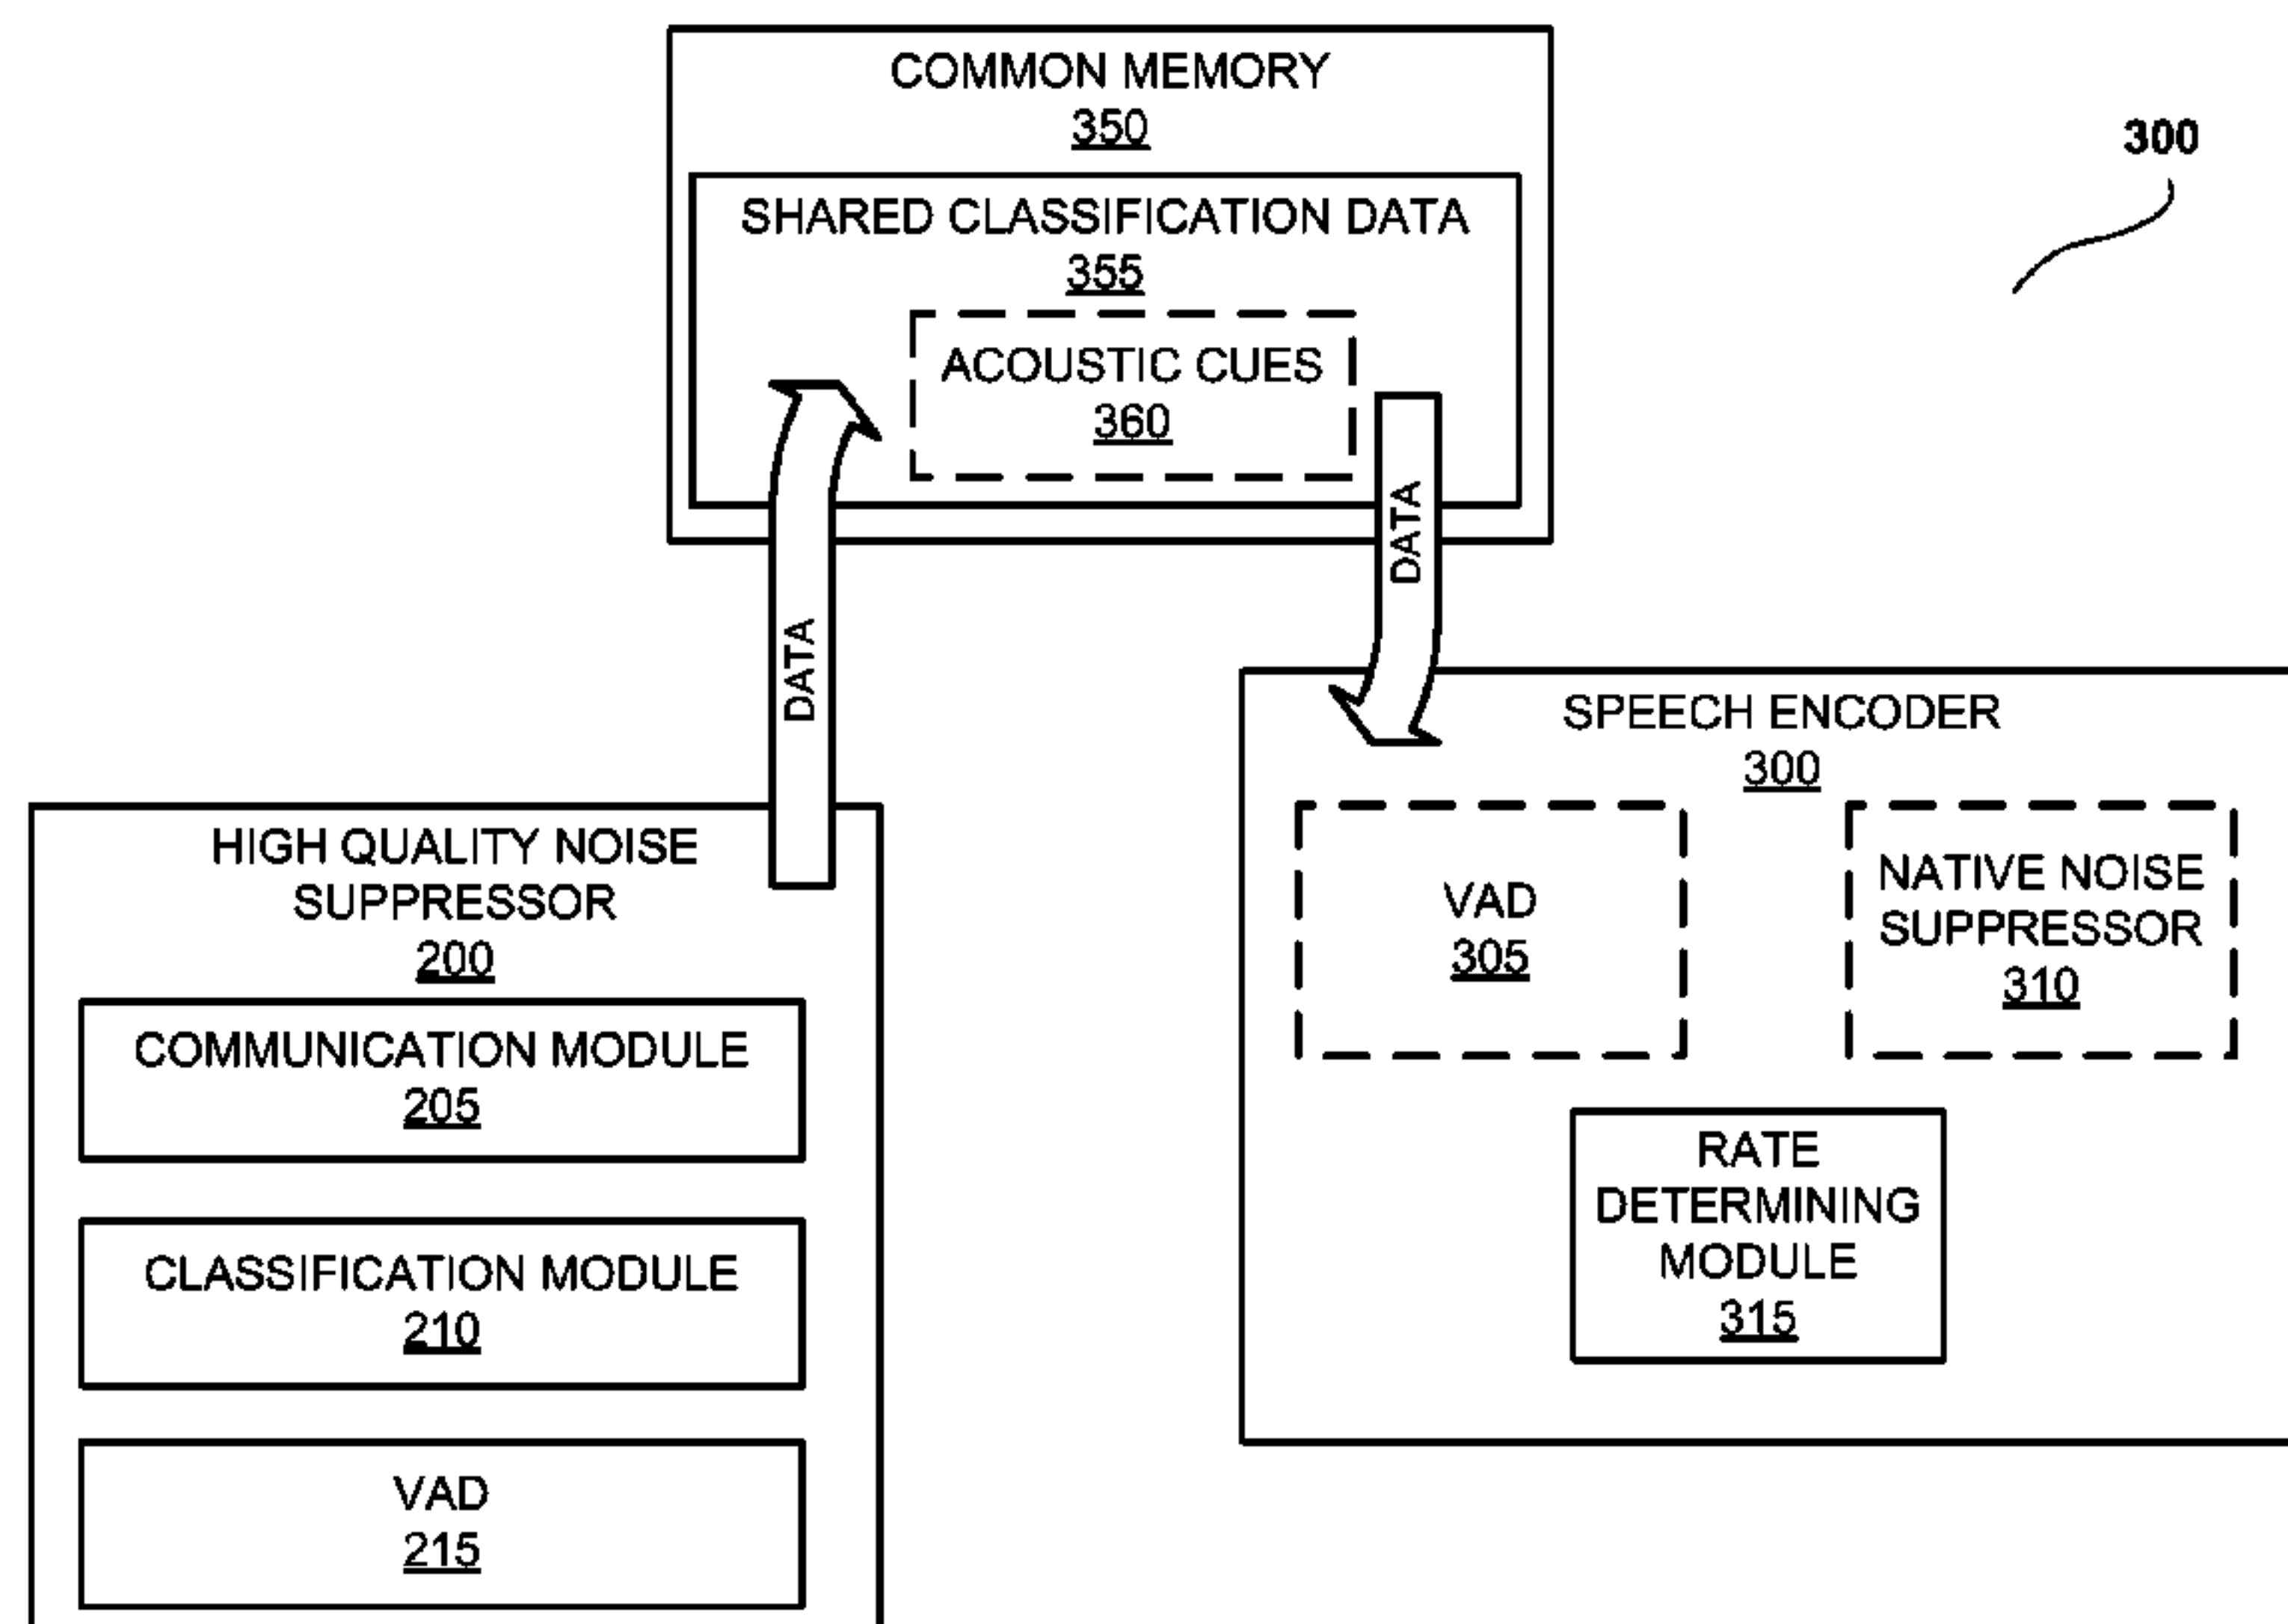 COMMON MEMORY
350
300
SHARED CLASSIFICATION DATA
355
ACOUSTIC CUES
360
DATA
DATA
HIGH QUALITY NOISE
SUPPRESSOR
200
COMMUNICATION MODULE
205
CLASSIFICATION MODULE
210
VAD
215
SPEECH ENCODER
300
VAD
305
NATIVE NOISE
SUPPRESSOR
310
RATE
DETERMINING
MODULE
315